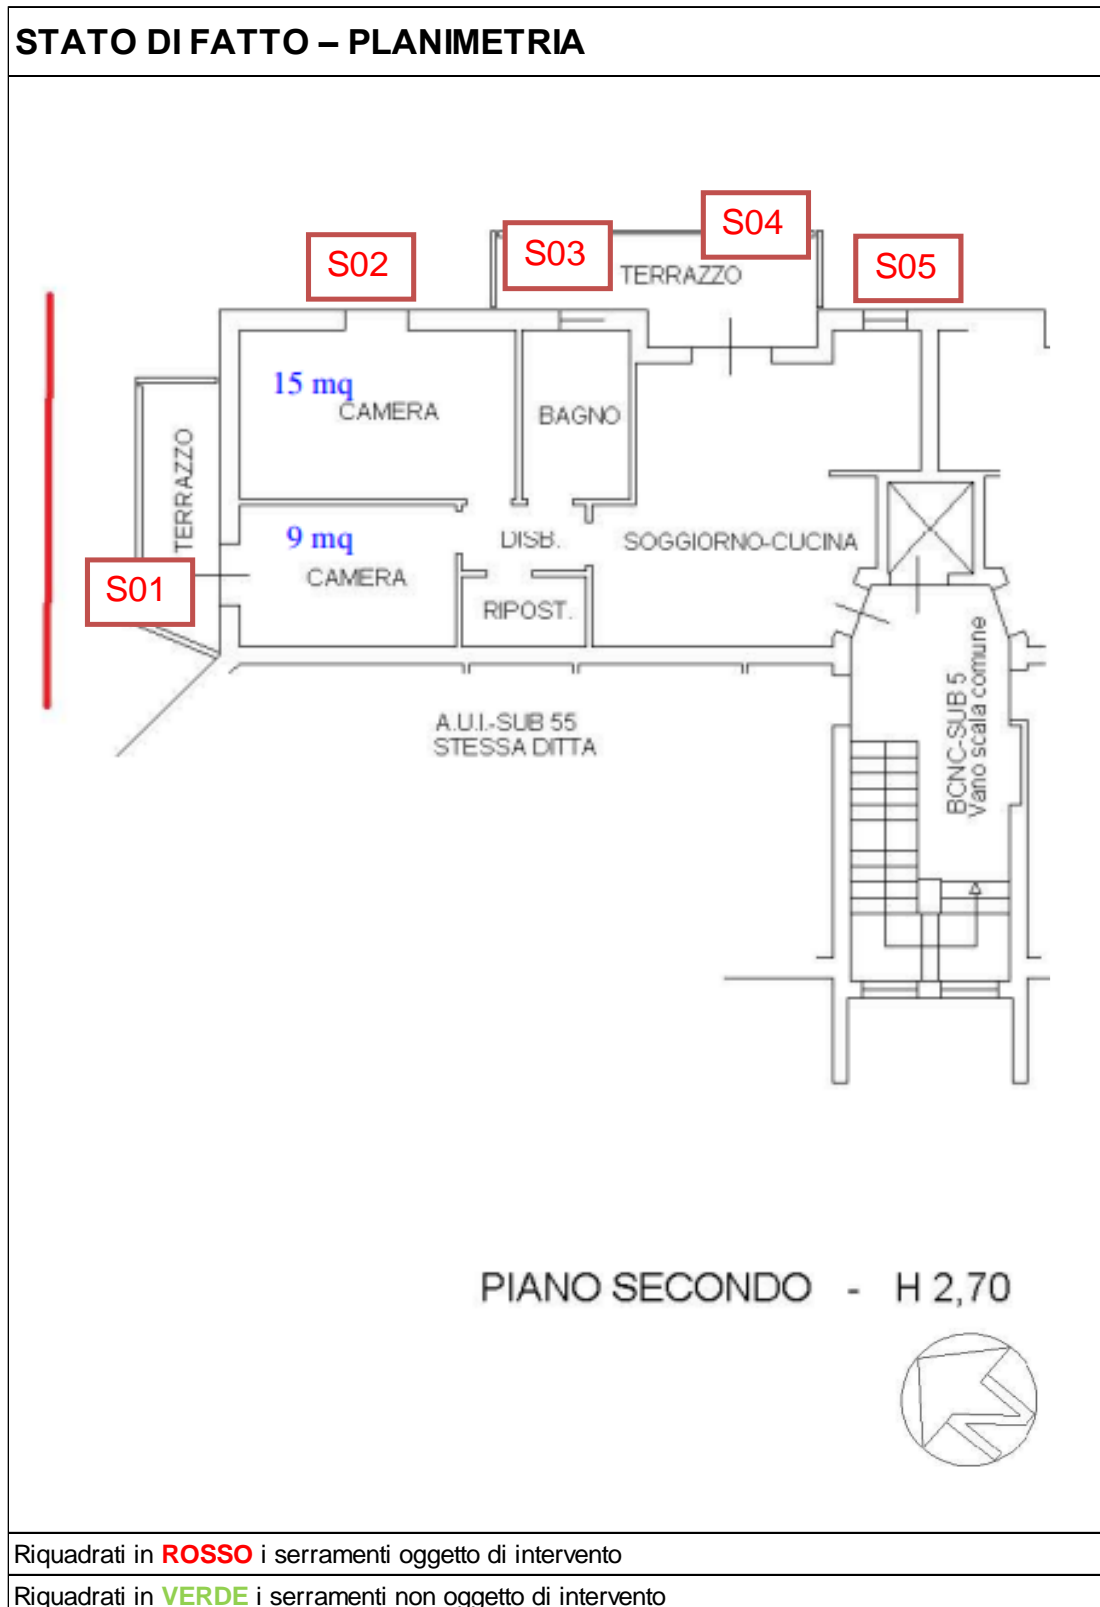 STATO DI FATTO – PLANIMETRIA
S04
S03
S02
S05
TERRAZZO
15 mq
CAMERA
BAGNO
TERRAZZO
9 mq
DISB.
SOGGIORNO-CUCINA
CAMERA
S01
RIPOST.
BCNC-SUB 5
Vano scala comune
A.U.I.-SUB 55
STESSA DITTA
PIANO SECONDO - H 2,70
Riquadrati in ROSSO i serramenti oggetto di intervento
Riquadrati in VERDE i serramenti non oggetto di intervento